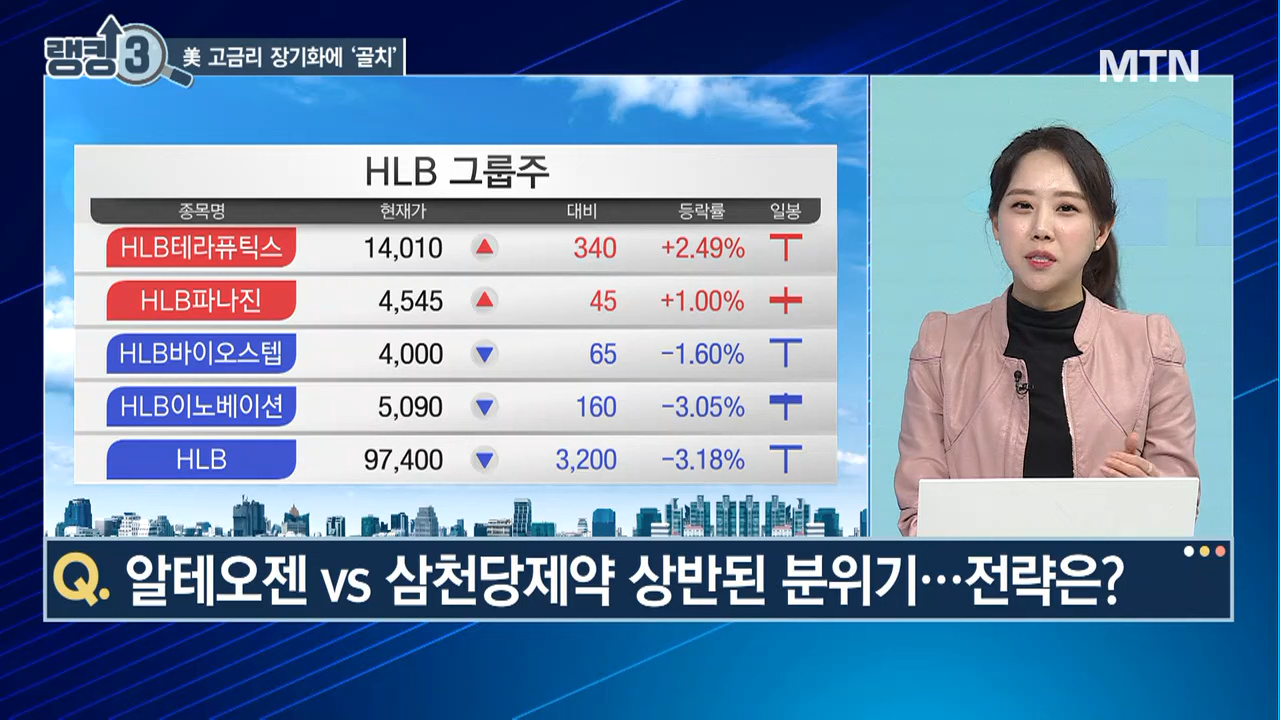 랭킹3
美 고금리 장기화에 ‘골치’
MTN
HLB 그룹주
종목명 현재가 대비 등락률 일봉
HLB테라퓨틱스 14,010 ▲ 340 +2.49%
HLB파나진 4,545 ▲ 45 +1.00%
HLB바이오스텝 4,000 ▼ 65 -1.60%
HLB이노베이션 5,090 ▼ 160 -3.05%
HLB 97,400 ▼ 3,200 -3.18%
Q. 알테오젠 vs 삼천당제약 상반된 분위기…전략은?